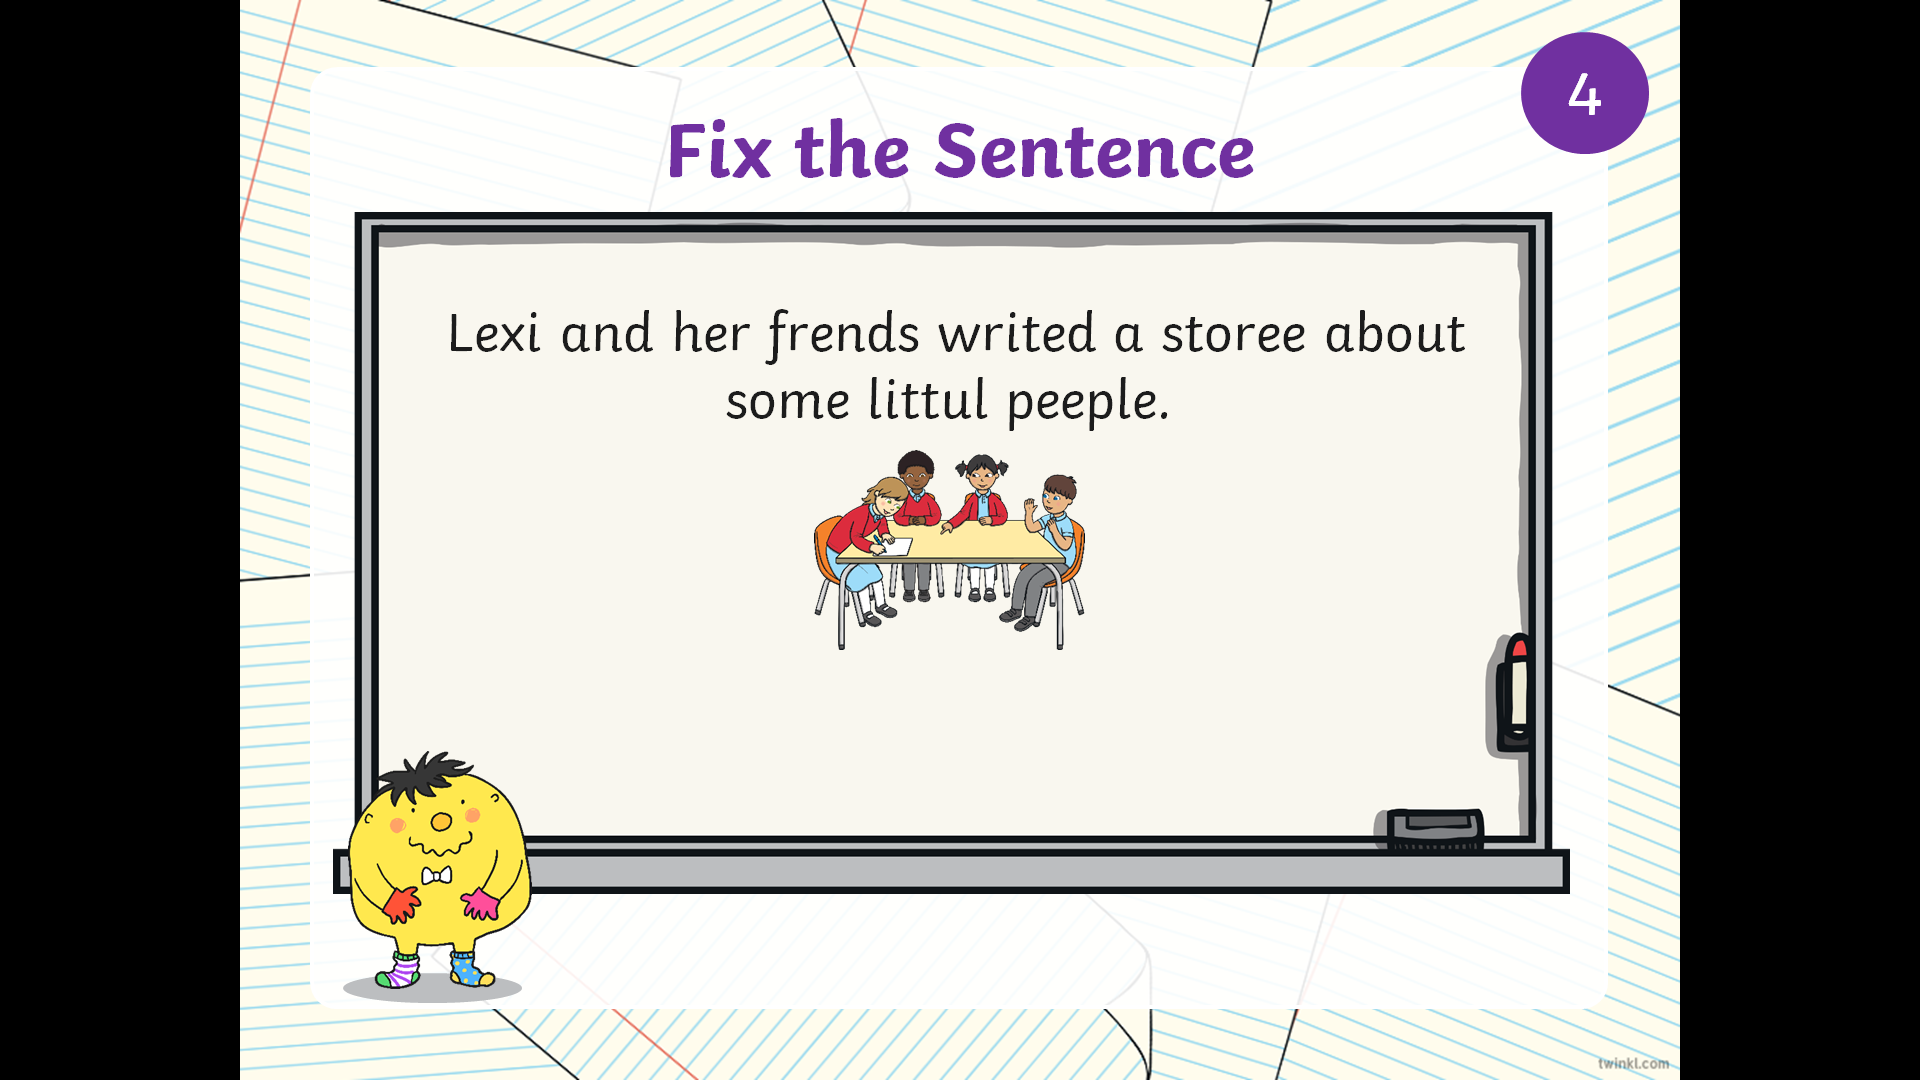 4
Fix the Sentence
Lexi and her frends writed a storee about
some littul peeple.
twinkl.com